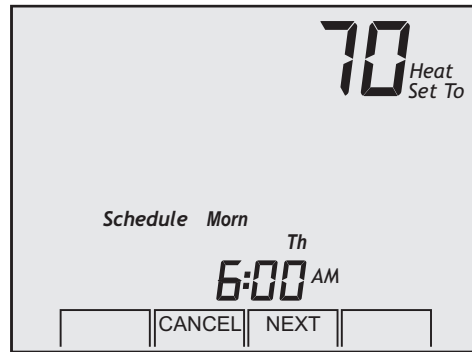 70 Heat
Set To
Schedule Morn
Th
6:00 AM
CANCEL NEXT